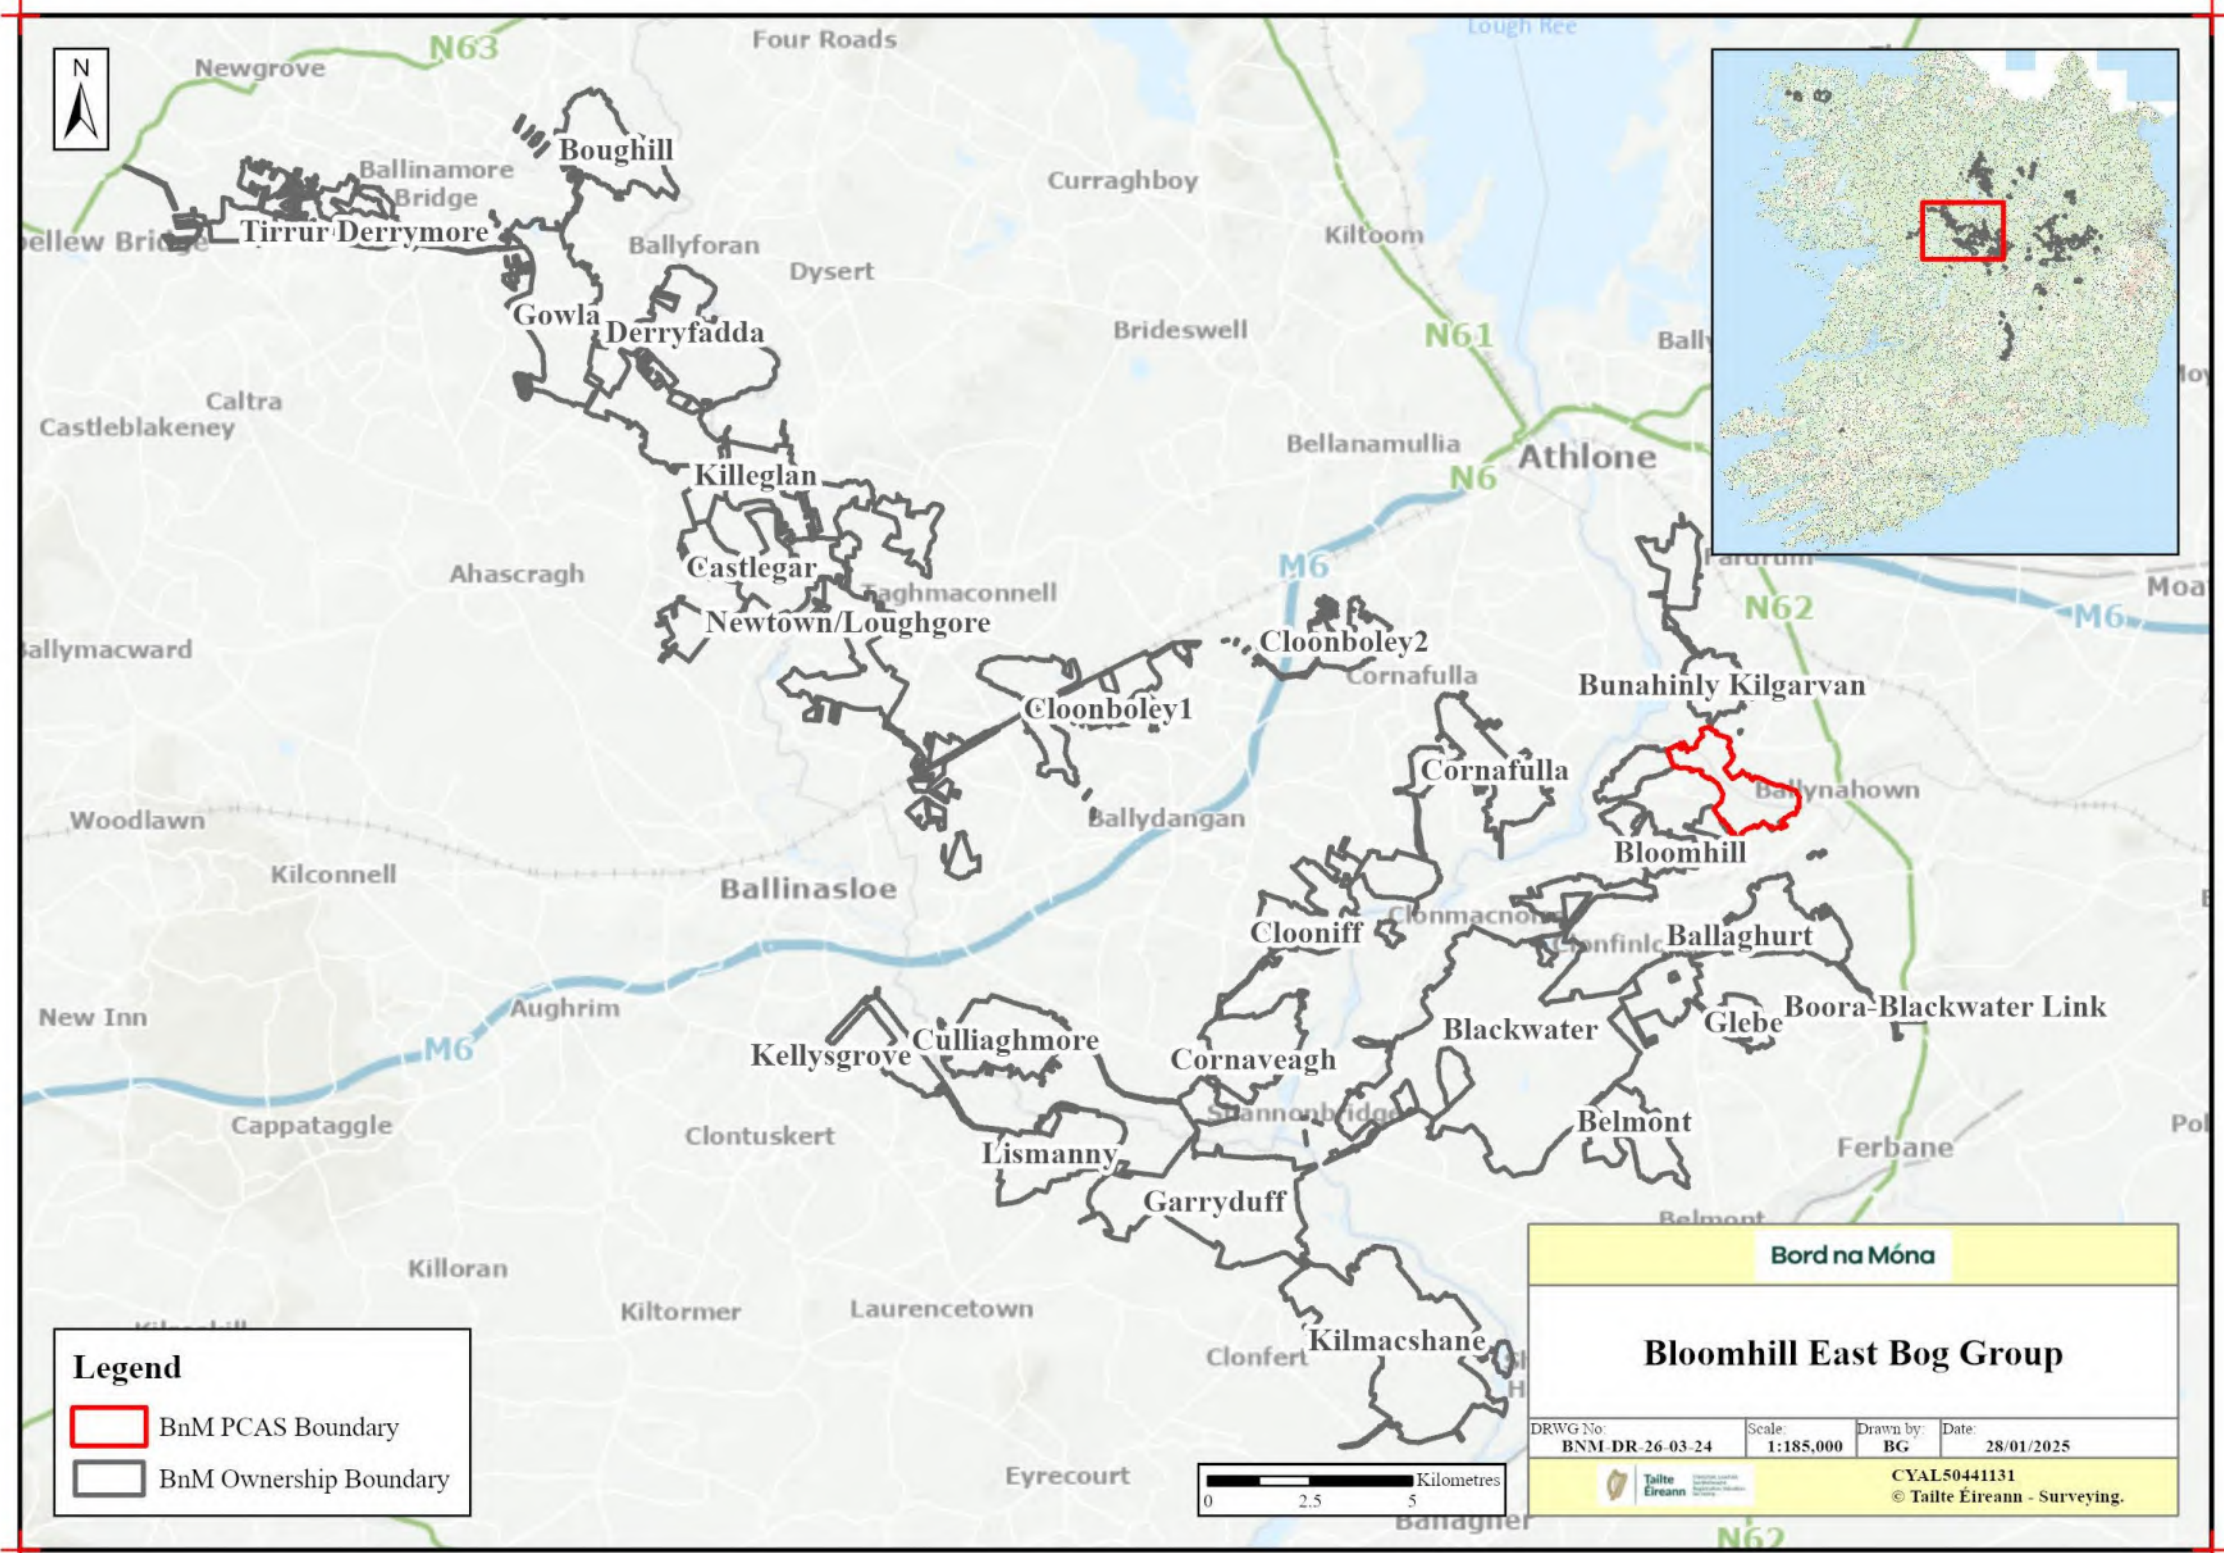 Lough Ree
N63
Four Roads
Newgrove
N
Boughill
Ballinamore
Bridge
Curraghboy
Tirrur Derrymore
Ballyforan
Kiltoom
Dysert
Gowla
Derryfadda
Brideswell
N61
Caltra
Castleblakeney
Bellanamullia
Athlone
N6
Killeglan
Castlegar
Ahascragh
M6
Taghmaconnell
Moa
N62
M6
Newtown/Loughgore
Cloonboley2
Cornafulla
Bunahinly Kilgarvan
Cloonboley1
Cornafulla
Ballynahown
Woodlawn
Ballydangan
Bloomhill
Kilconnell
Ballinasloe
Clooniff
Ballaghurt
New Inn
Aughrim
Boora-Blackwater Link
Glebe
Blackwater
M6
Kellysgrove
Culliaghmore
Cornaveagh
Shannonbridge
Cappataggle
Clontuskert
Belmont
Ferbane
Lismanny
Garryduff
Belmont
Killoran
Kiltormer
Laurencetown
Kilmacshane
Clonfert
Eyrecourt
N62
Legend
BnM PCAS Boundary
BnM Ownership Boundary
Kilometres
0 2.5 5
Bord na Móna
Bloomhill East Bog Group
DRWG No: Scale: Drawn by: Date:
BNM-DR-26-03-24 1:185,000 BG 28/01/2025
Tailte
Éireann
CYAL50441131
© Tailte Éireann - Surveying.